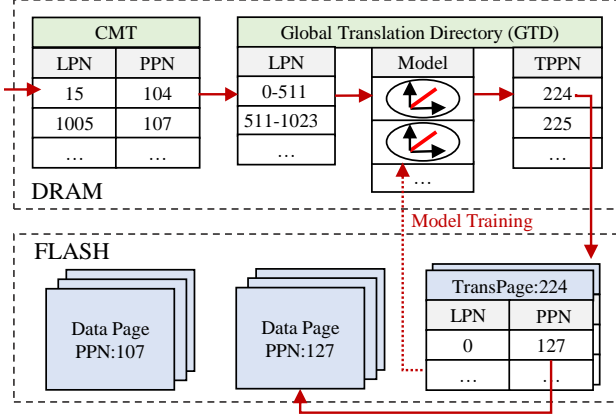 CMT
LPN PPN
15 104
1005 107
... ...
Global Translation Directory (GTD)
LPN Model TPPN
0-511 224
511-1023 225
... ... ...
DRAM
Model Training
FLASH
Data Page
PPN:107
Data Page
PPN:127
TransPage:224
LPN PPN
0 127
... ...